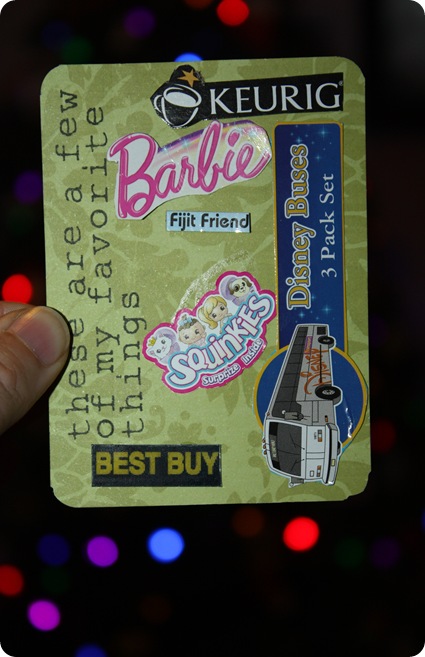 these are a few
of my favorite
things
KEURIG
Barbie
Fijit Friend
Disney Buses
3 Pack Set
SQUINKIES
Surprize Inside
BEST BUY